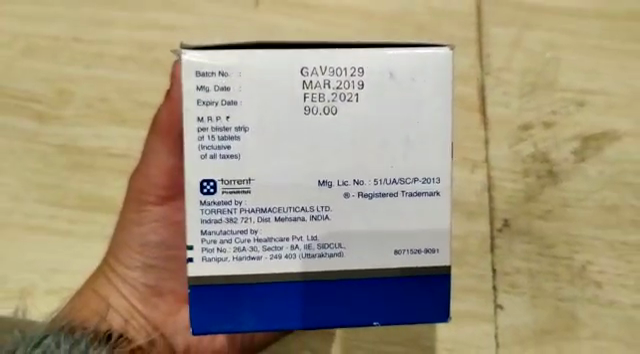 Batch No. : GAV90129
Mfg. Date : MAR.2019
Expiry Date : FEB.2021
M. R. P. ₹ 90.00
per blister strip
of 15 tablets
(Inclusive
of all taxes)
torrent
PHARMA
Mfg. Lic. No. : 51/UA/SC/P-2013
® - Registered Trademark
Marketed by :
TORRENT PHARMACEUTICALS LTD.
Indrad-382 721, Dist. Mehsana, INDIA.
Manufactured by :
Pure and Cure Healthcare Pvt. Ltd.
Plot No. 26A-30, Sector - 8A, IIE, SIDCUL,
Ranipur, Haridwar - 249 403 (Uttarakhand)
8071526-9091